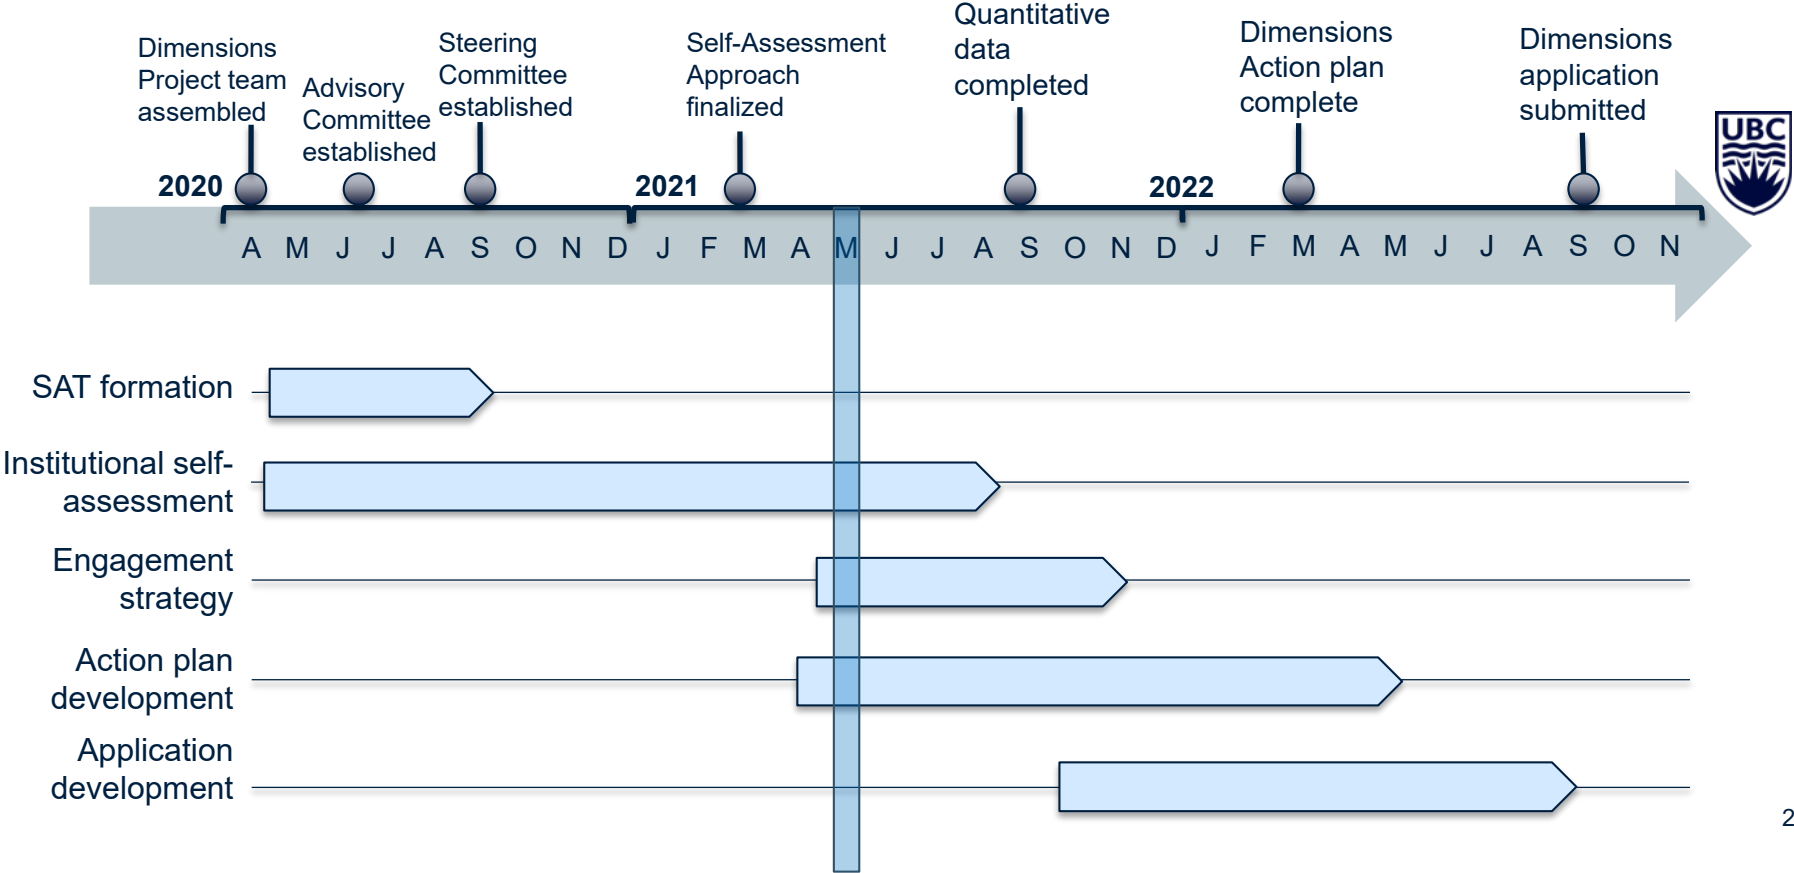 Dimensions
Project team
assembled
Advisory
Committee
established
Steering
Committee
established
Self-Assessment
Approach
finalized
Quantitative
data
completed
Dimensions
Action plan
complete
Dimensions
application
submitted
UBC
2020 2021 2022
A M J J A S O N D J F M A M J J A S O N D J F M A M J J A S O N
SAT formation
Institutional self-
assessment
Engagement
strategy
Action plan
development
Application
development
2